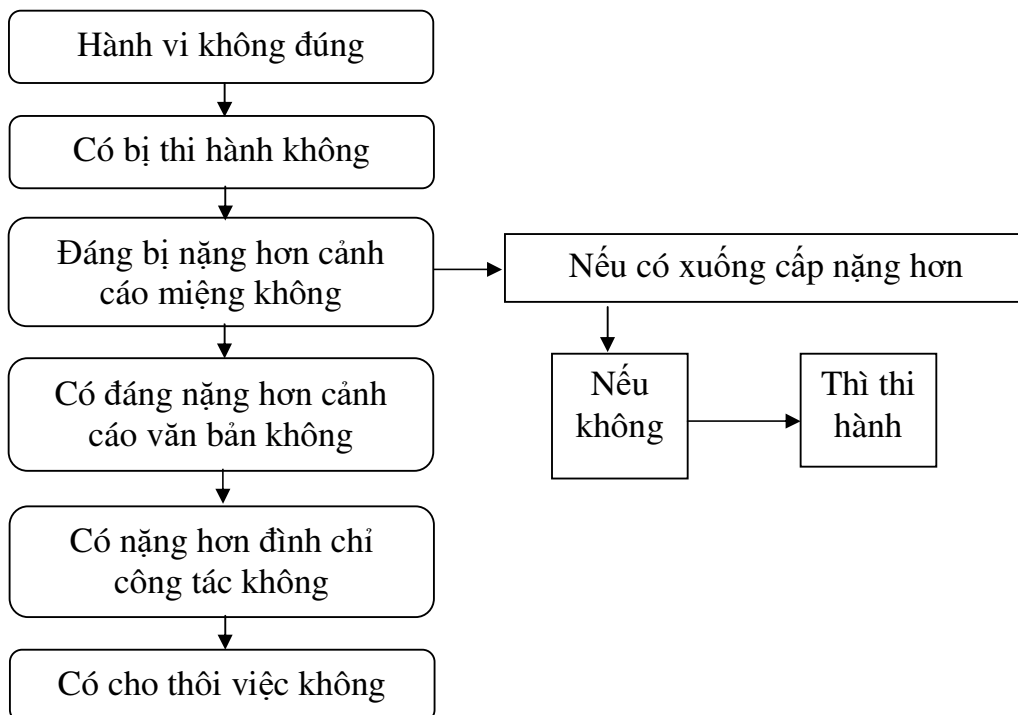 Hành vi không đúng
Có bị thi hành không
Đáng bị nặng hơn cảnh
cáo miệng không
Nếu có xuống cấp nặng hơn
Có đáng nặng hơn cảnh
cáo văn bản không
Nếu
không
Thì thi
hành
Có nặng hơn đình chỉ
công tác không
Có cho thôi việc không